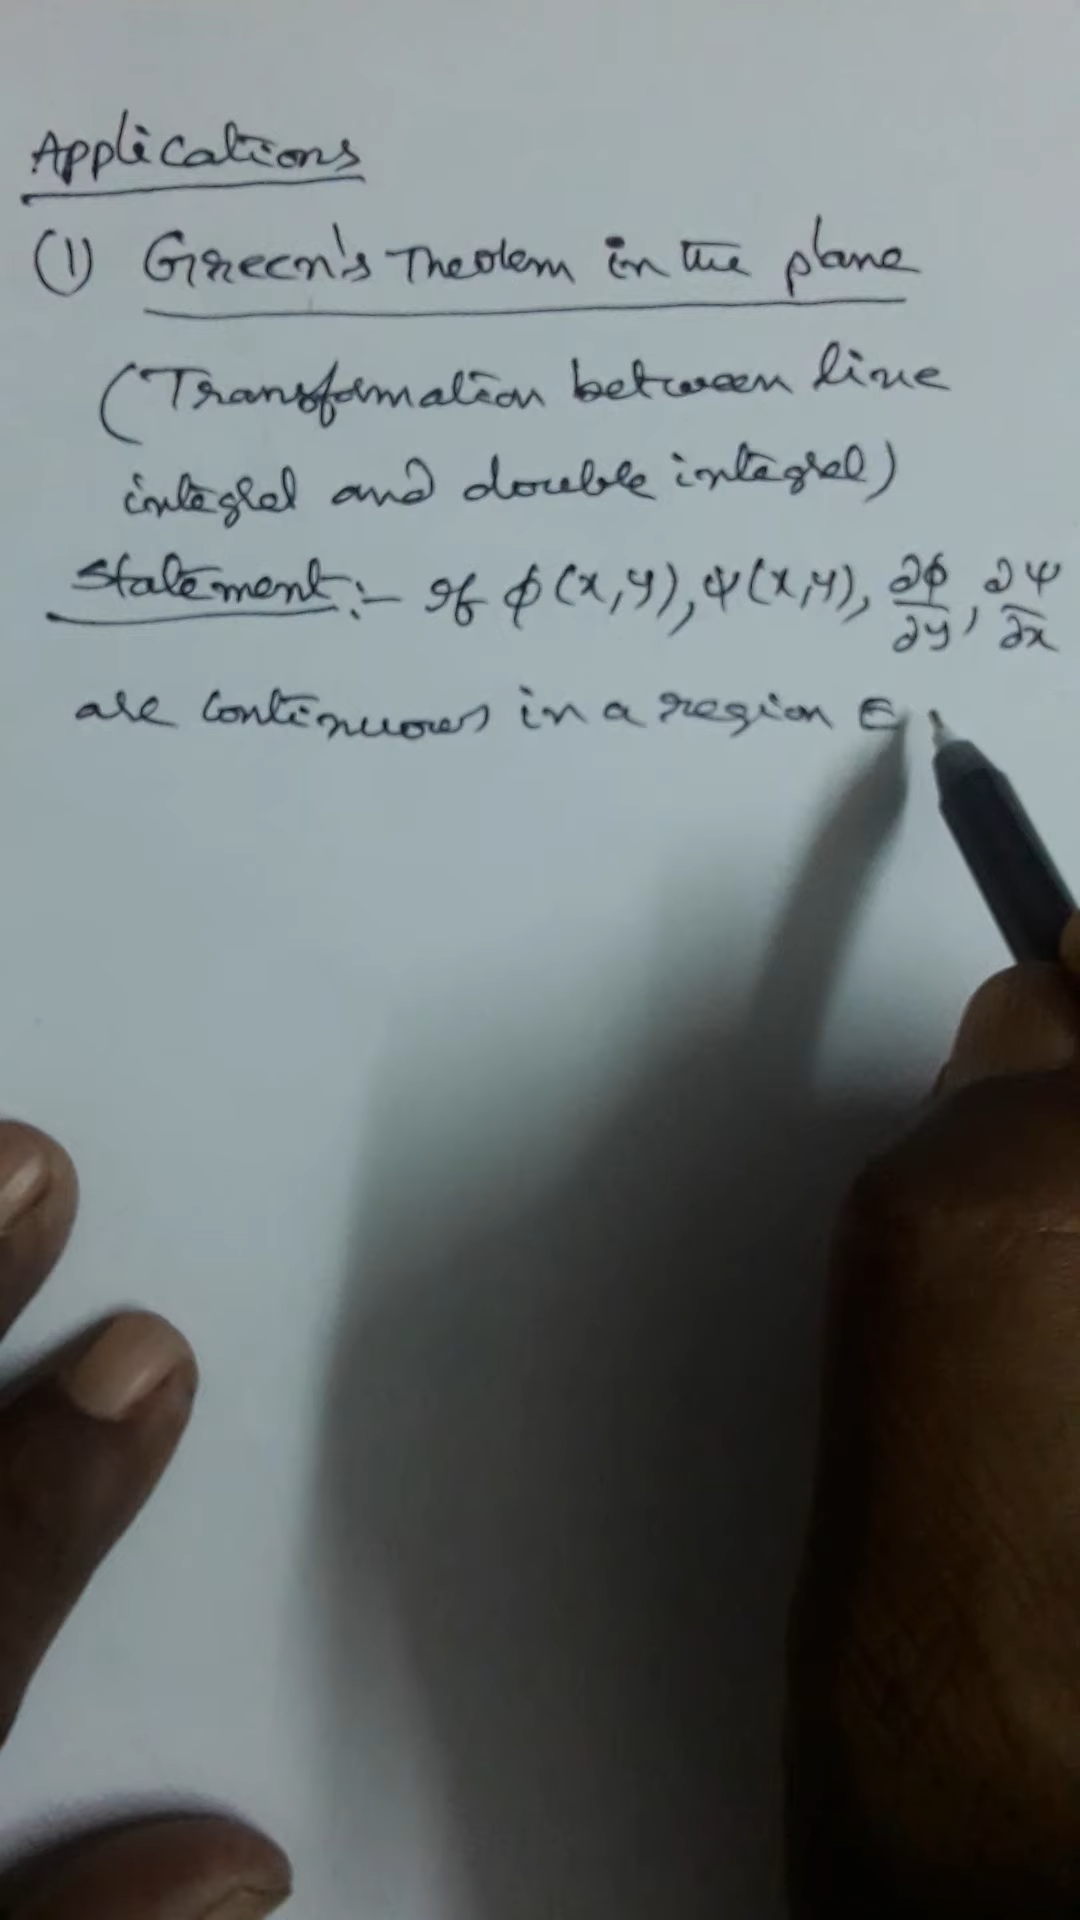 Applications
(1) Green's Theorem in the plane
(Transformation between line
integral and double integral)
Statement:- If ϕ(x,y), ψ(x,y), ∂ϕ/∂y, ∂ψ/∂x
are continuous in a region E